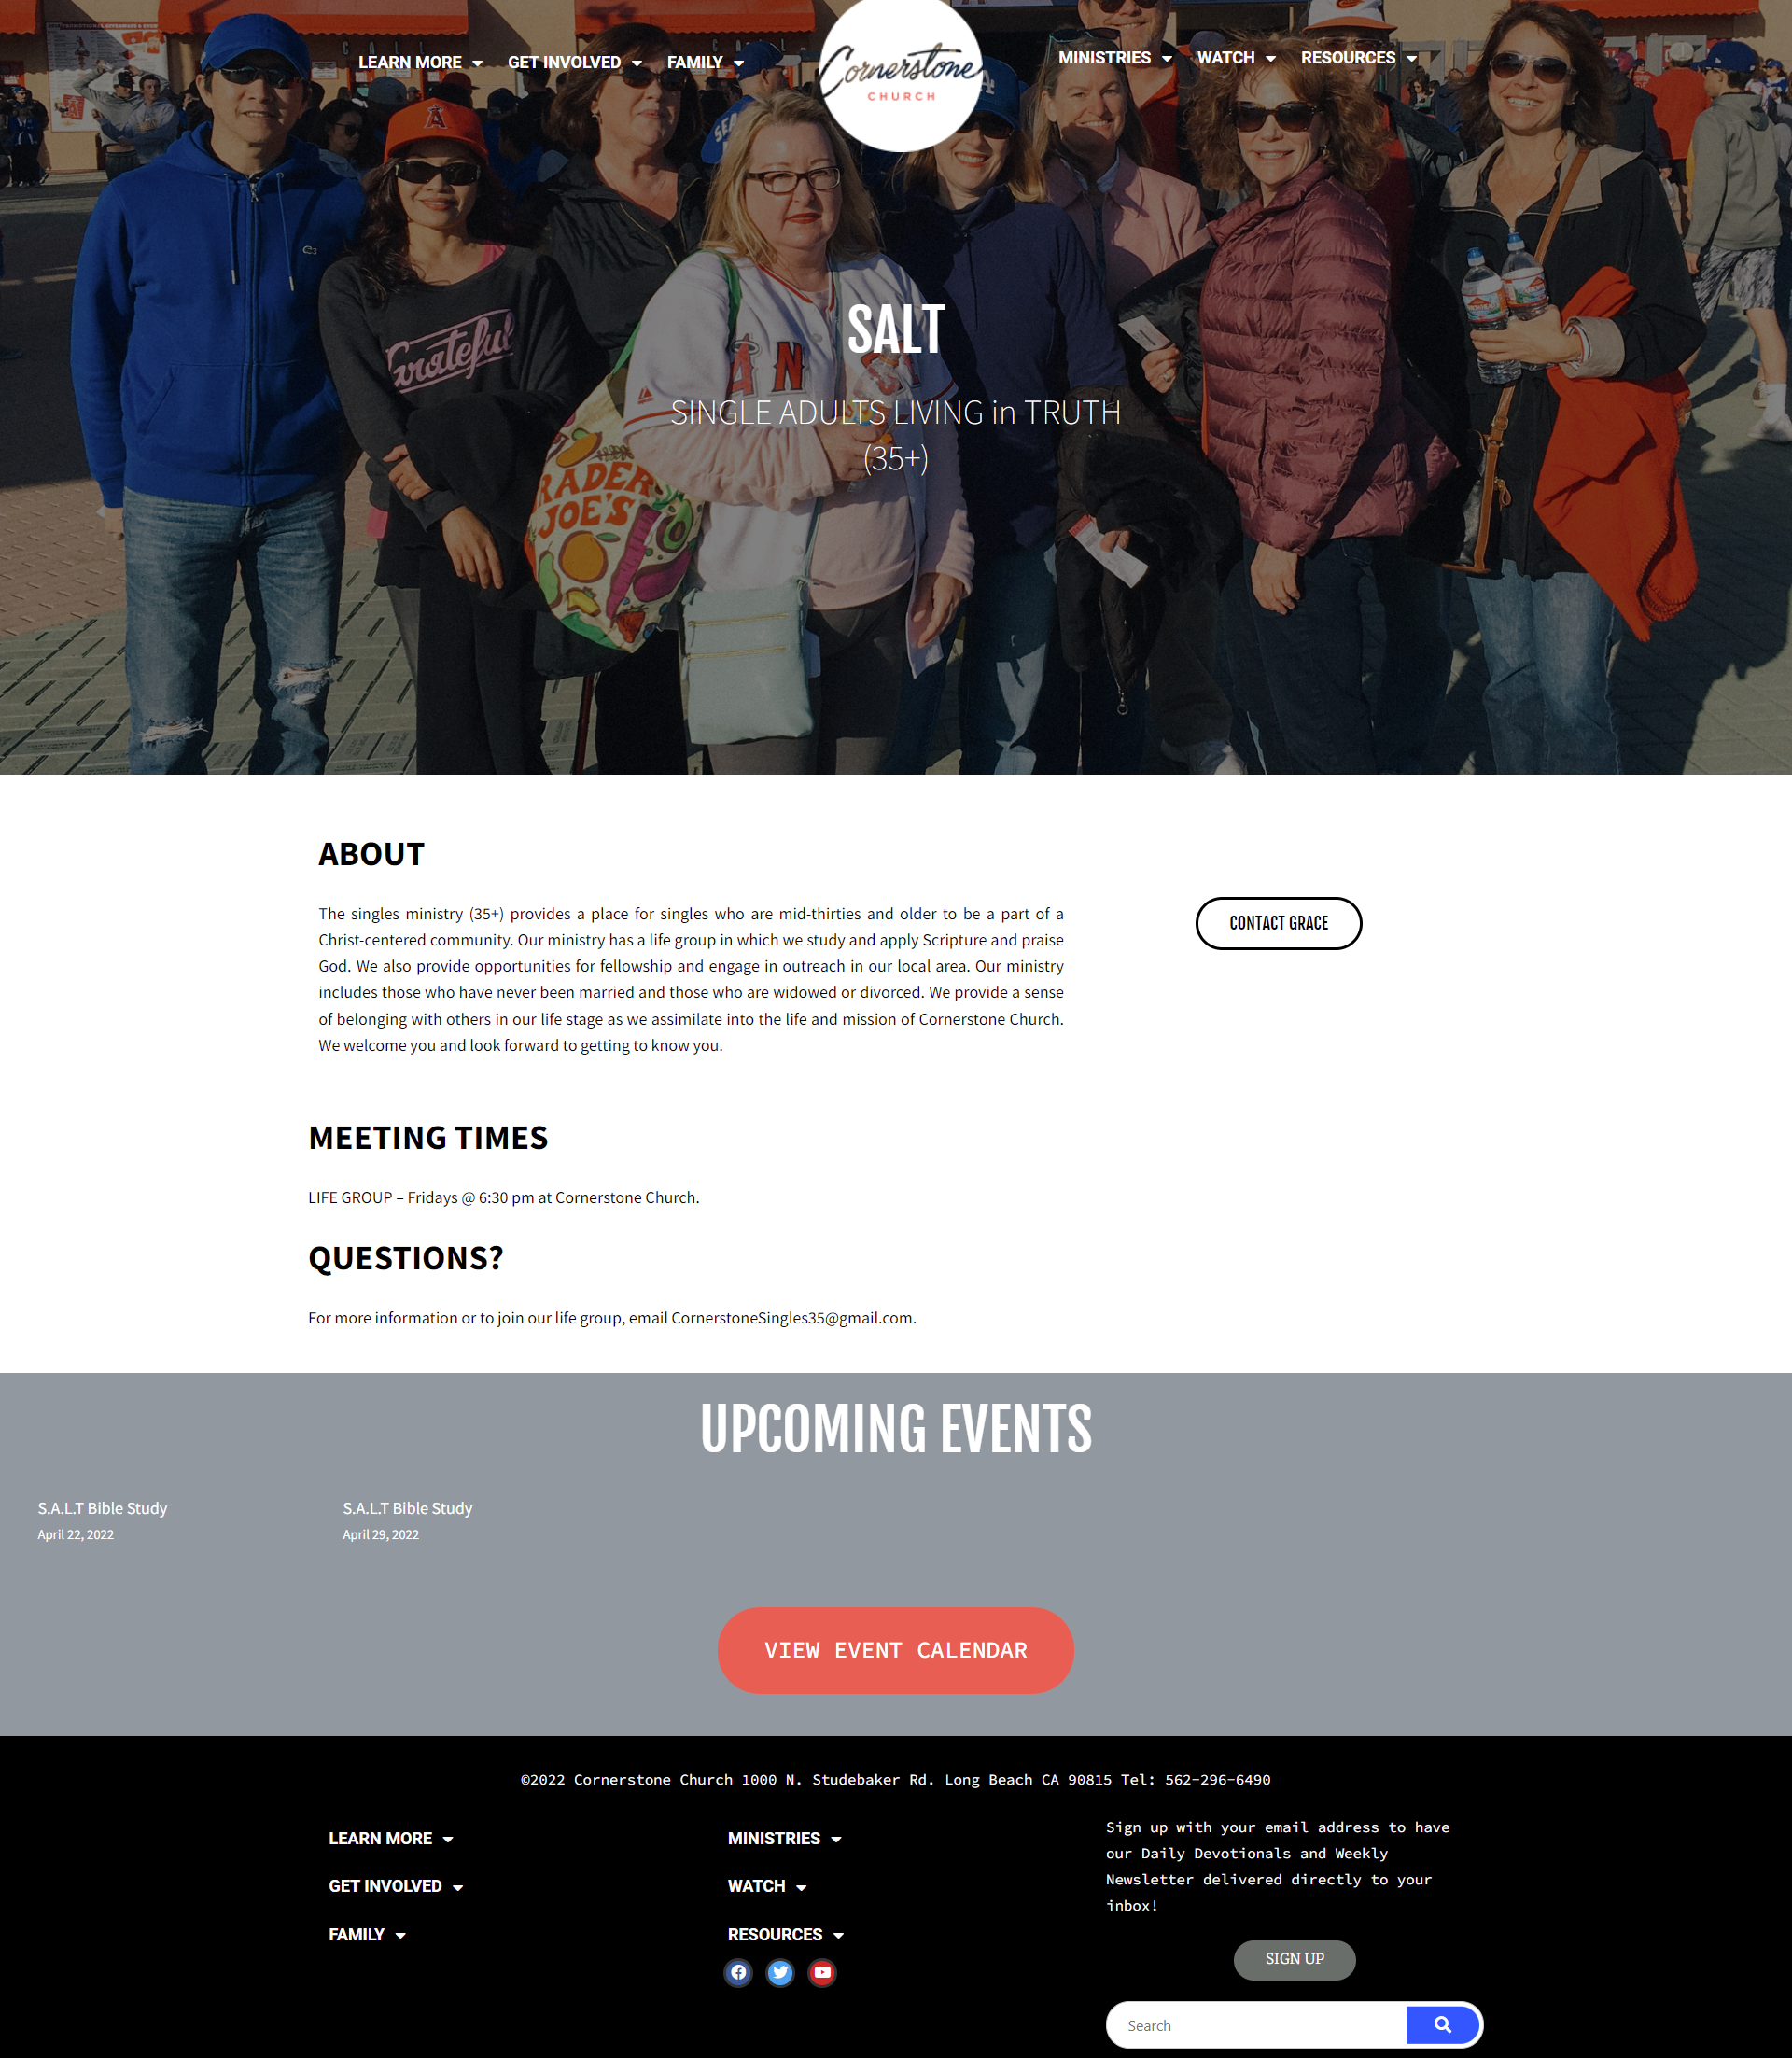 LEARN MORE GET INVOLVED FAMILY
Cornerstone
CHURCH
MINISTRIES WATCH RESOURCES
SEA
A
Grateful
AN
SALT
SINGLE ADULTS LIVING in TRUTH
(35+)
RADER
JOE'S
ABOUT
The singles ministry (35+) provides a place for singles who are mid-thirties and older to be a part of a
Christ-centered community. Our ministry has a life group in which we study and apply Scripture and praise
God. We also provide opportunities for fellowship and engage in outreach in our local area. Our ministry
includes those who have never been married and those who are widowed or divorced. We provide a sense
of belonging with others in our life stage as we assimilate into the life and mission of Cornerstone Church.
We welcome you and look forward to getting to know you.
CONTACT GRACE
MEETING TIMES
LIFE GROUP – Fridays @ 6:30 pm at Cornerstone Church.
QUESTIONS?
For more information or to join our life group, email CornerstoneSingles35@gmail.com.
UPCOMING EVENTS
S.A.L.T Bible Study
April 22, 2022
S.A.L.T Bible Study
April 29, 2022
VIEW EVENT CALENDAR
©2022 Cornerstone Church 1000 N. Studebaker Rd. Long Beach CA 90815 Tel: 562-296-6490
LEARN MORE
GET INVOLVED
FAMILY
MINISTRIES
WATCH
RESOURCES
Sign up with your email address to have
our Daily Devotionals and Weekly
Newsletter delivered directly to your
inbox!
SIGN UP
Search